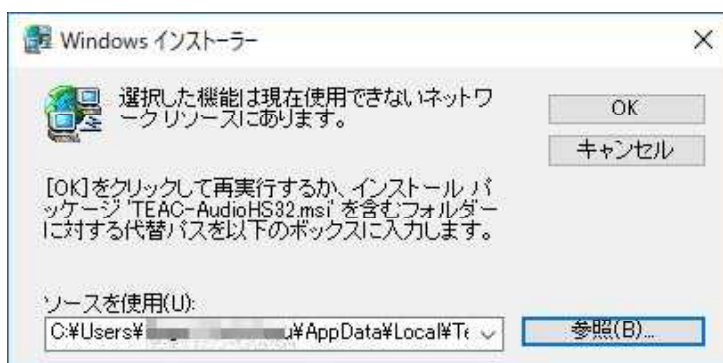 Windows インストーラー
選択した機能は現在使用できないネットワ
ークリソースにあります。
OK
キャンセル
[OK]をクリックして再実行するか、インストール パ
ッケージ 'TEAC-AudioHS32.msi' を含むフォルダー
に対する代替パスを以下のボックスに入力します。
ソースを使用(U):
C:¥Users¥ ¥AppData¥Local¥Te
参照(B)...